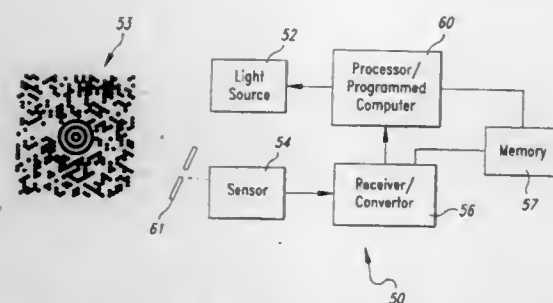 53
52
60
Light
Source
Processor/
Programmed
Computer
54
Sensor
Receiver/
Convertor
Memory
57
61
56
50